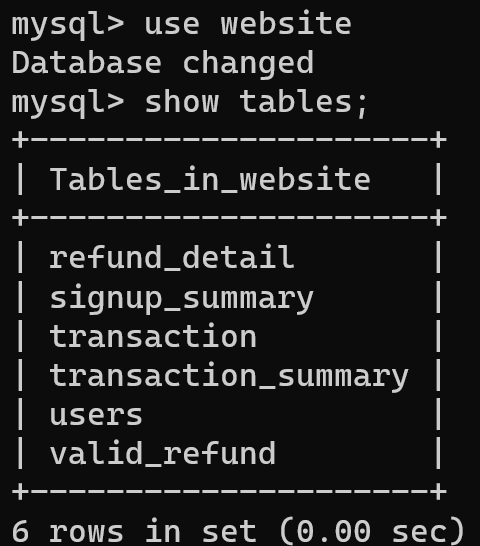 mysql> use website
Database changed
mysql> show tables;
+---------------------+
| Tables_in_website   |
+---------------------+
| refund_detail       |
| signup_summary      |
| transaction         |
| transaction_summary |
| users               |
| valid_refund        |
+---------------------+
6 rows in set (0.00 sec)